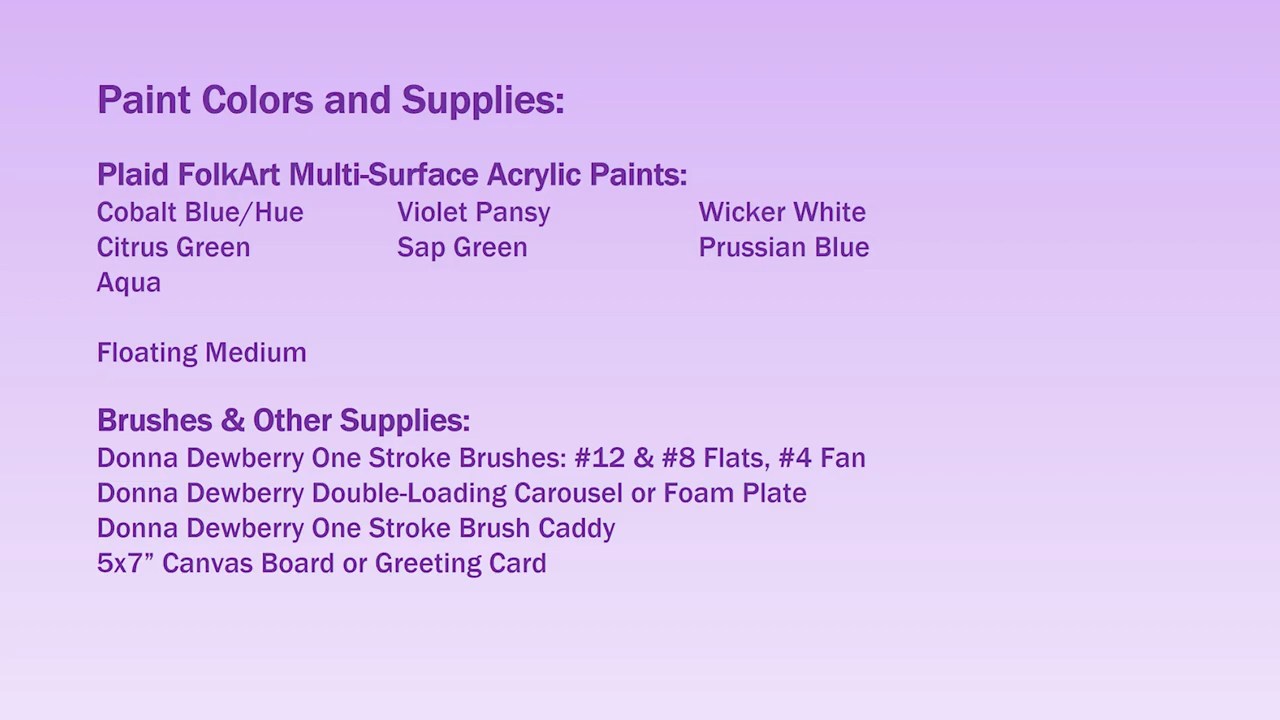 Paint Colors and Supplies:
Plaid FolkArt Multi-Surface Acrylic Paints:
Cobalt Blue/Hue Violet Pansy Wicker White
Citrus Green Sap Green Prussian Blue
Aqua
Floating Medium
Brushes & Other Supplies:
Donna Dewberry One Stroke Brushes: #12 & #8 Flats, #4 Fan
Donna Dewberry Double-Loading Carousel or Foam Plate
Donna Dewberry One Stroke Brush Caddy
5x7” Canvas Board or Greeting Card